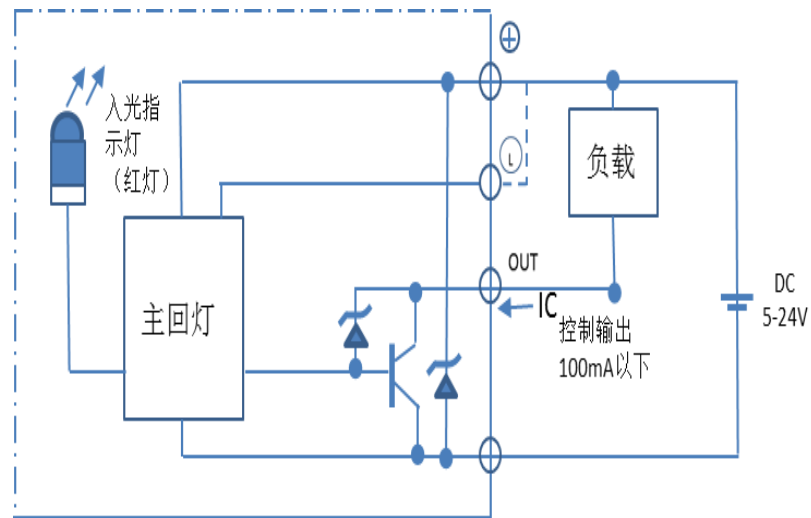 入光指
示灯
（红灯）
主回灯
L
OUT
IC
控制输出
100mA以下
负载
DC
5-24V